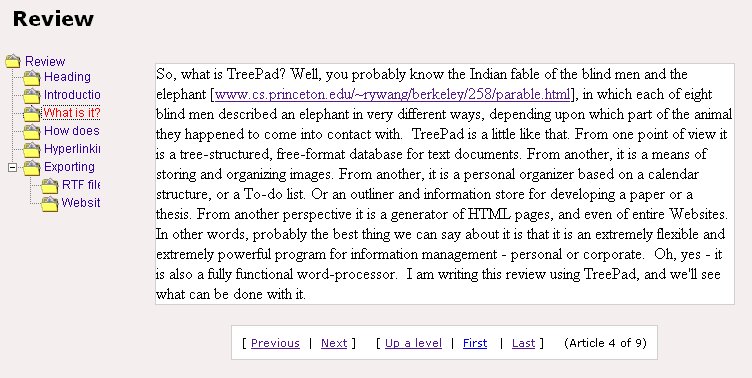 Review
Review
Heading
Introductio
What is it?
How does
Hyperlinki
Exporting
RTF file
Websit
So, what is TreePad? Well, you probably know the Indian fable of the blind men and the
elephant [www.cs.princeton.edu/~rywang/berkeley/258/parable.html], in which each of eight
blind men described an elephant in very different ways, depending upon which part of the animal
they happened to come into contact with.  TreePad is a little like that. From one point of view it
is a tree-structured, free-format database for text documents. From another, it is a means of
storing and organizing images. From another, it is a personal organizer based on a calendar
structure, or a To-do list. Or an outliner and information store for developing a paper or a
thesis. From another perspective it is a generator of HTML pages, and even of entire Websites.
In other words, probably the best thing we can say about it is that it is an extremely flexible and
extremely powerful program for information management - personal or corporate.  Oh, yes - it
is also a fully functional word-processor.  I am writing this review using TreePad, and we'll see
what can be done with it.
[ Previous | Next ] [ Up a level | First | Last ] (Article 4 of 9)